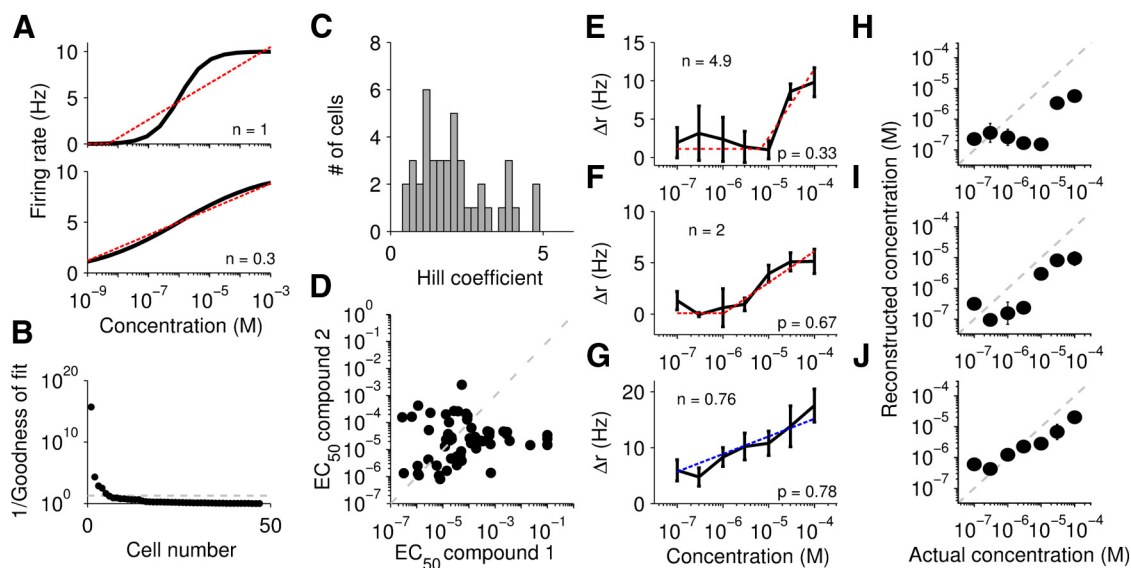 A
10
5
0
n = 1
10
5
0
n = 0.3
Firing rate (Hz)
10⁻⁹ 10⁻⁷ 10⁻⁵ 10⁻³
Concentration (M)
B
10²⁰
10¹⁰
10⁰
1/Goodness of fit
0 50
Cell number
C
8
6
4
2
0
# of cells
0 5
Hill coefficient
D
10⁰
10⁻¹
10⁻²
10⁻³
10⁻⁴
10⁻⁵
10⁻⁶
10⁻⁷
EC₅₀ compound 2
10⁻⁷ 10⁻⁵ 10⁻³ 10⁻¹
EC₅₀ compound 1
E
15
10
5
0
Δr (Hz)
n = 4.9
p = 0.33
10⁻⁷ 10⁻⁶ 10⁻⁵ 10⁻⁴
F
10
5
0
Δr (Hz)
n = 2
p = 0.67
10⁻⁷ 10⁻⁶ 10⁻⁵ 10⁻⁴
G
20
10
0
Δr (Hz)
n = 0.76
p = 0.78
10⁻⁷ 10⁻⁶ 10⁻⁵ 10⁻⁴
Concentration (M)
H
10⁻⁴
10⁻⁵
10⁻⁶
10⁻⁷
10⁻⁷ 10⁻⁶ 10⁻⁵ 10⁻⁴
I
10⁻⁴
10⁻⁵
10⁻⁶
10⁻⁷
10⁻⁷ 10⁻⁶ 10⁻⁵ 10⁻⁴
J
10⁻⁴
10⁻⁵
10⁻⁶
10⁻⁷
10⁻⁷ 10⁻⁶ 10⁻⁵ 10⁻⁴
Reconstructed concentration (M)
Actual concentration (M)